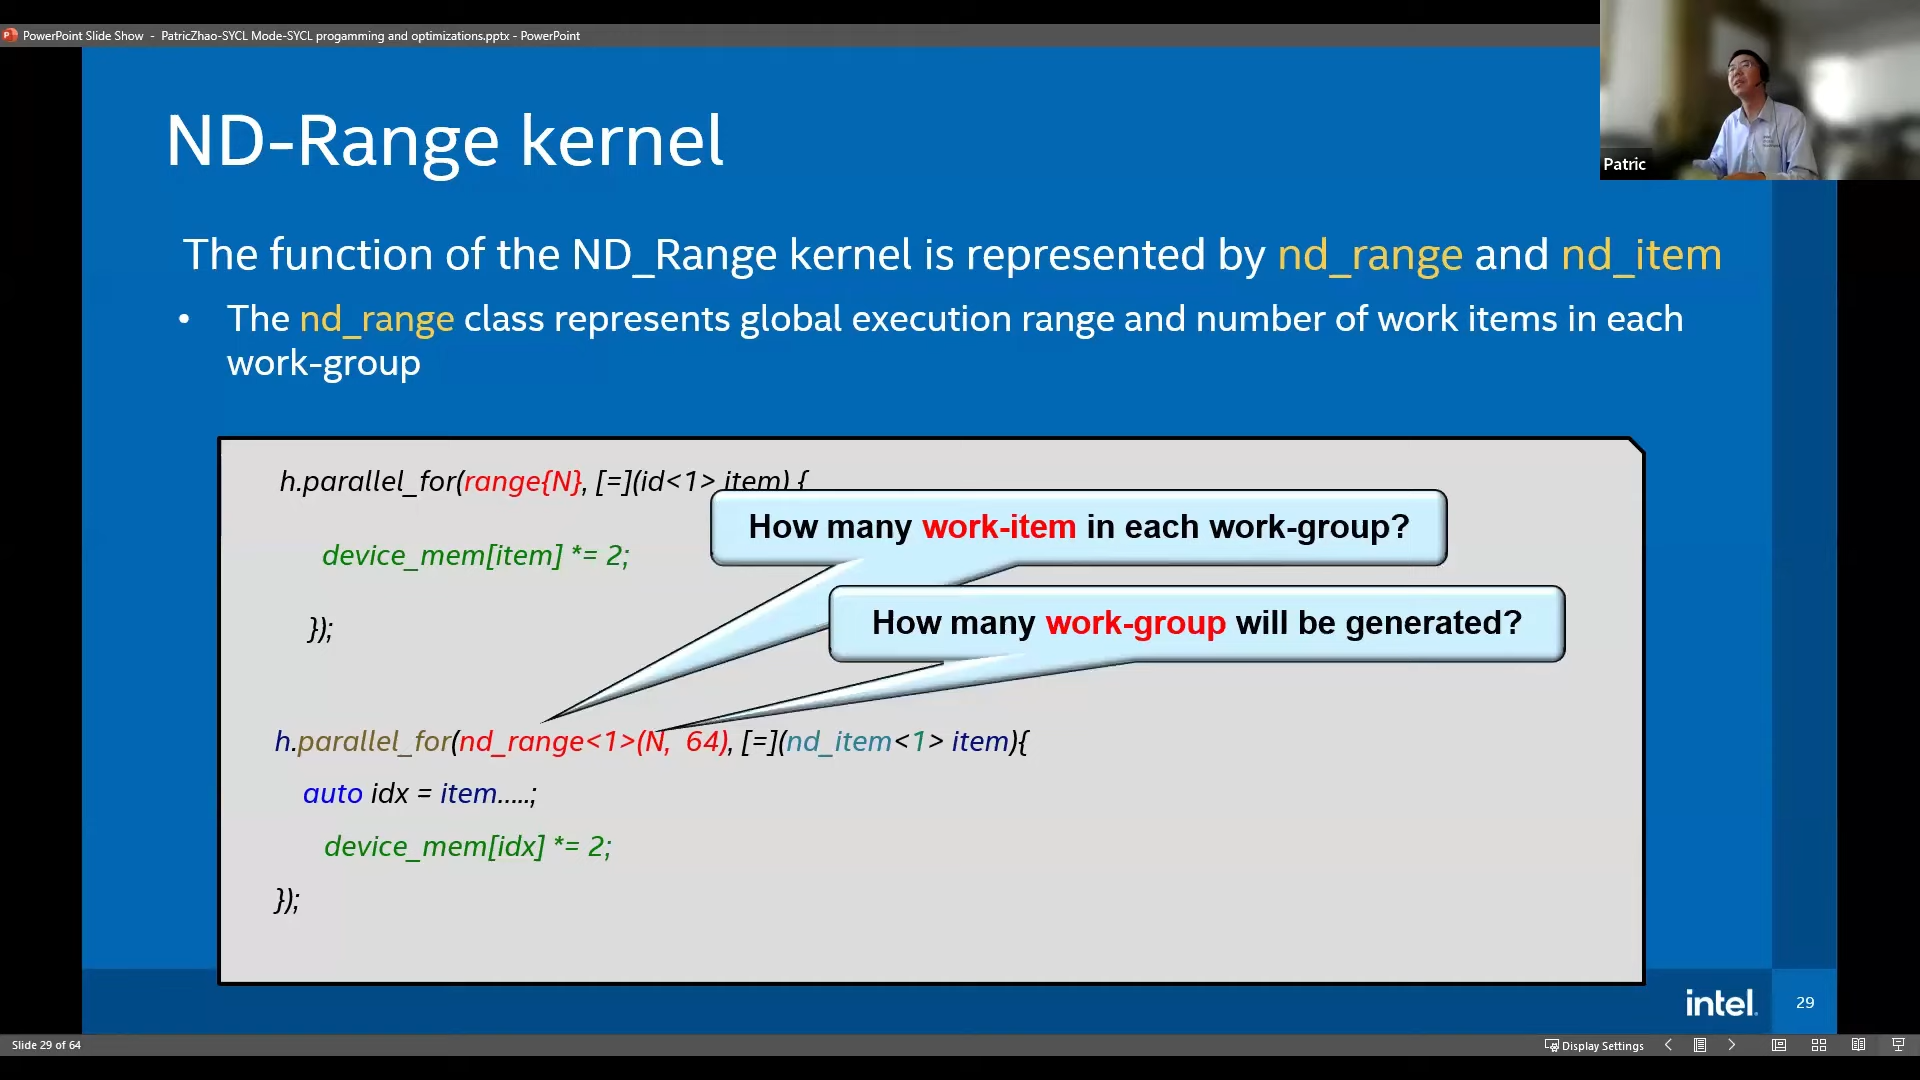 PowerPoint Slide Show - PatricZhao-SYCL Mode-SYCL progamming and optimizations.pptx - PowerPoint
Patric
ND-Range kernel
The function of the ND_Range kernel is represented by nd_range and nd_item
• The nd_range class represents global execution range and number of work items in each
work-group
h.parallel_for(range{N}, [=](id<1> item) {
How many work-item in each work-group?
device_mem[item] *= 2;
How many work-group will be generated?
});
h.parallel_for(nd_range<1>(N, 64), [=](nd_item<1> item){
auto idx = item.....;
device_mem[idx] *= 2;
});
intel.
29
Slide 29 of 64
Display Settings